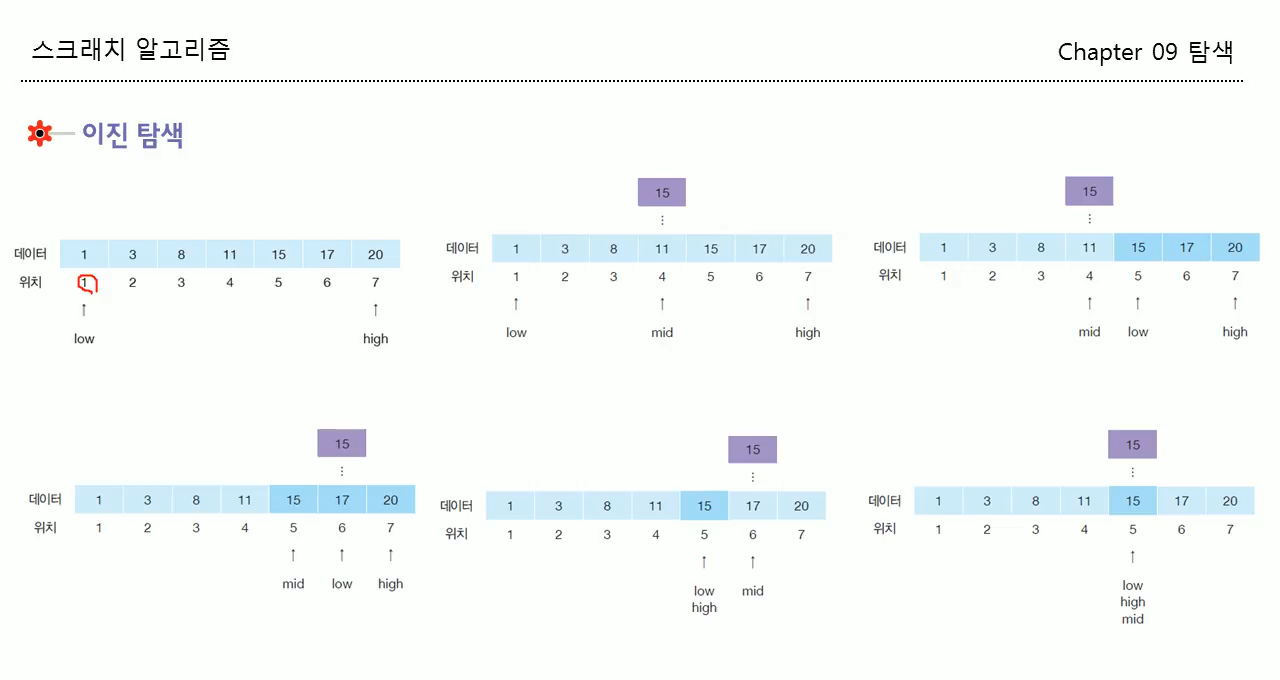 스크래치 알고리즘
Chapter 09 탐색
이진 탐색
데이터 1 3 8 11 15 17 20
위치 1 2 3 4 5 6 7
low high
15
데이터 1 3 8 11 15 17 20
위치 1 2 3 4 5 6 7
low mid high
15
데이터 1 3 8 11 15 17 20
위치 1 2 3 4 5 6 7
mid low high
15
데이터 1 3 8 11 15 17 20
위치 1 2 3 4 5 6 7
mid low high
15
데이터 1 3 8 11 15 17 20
위치 1 2 3 4 5 6 7
low mid
high
15
데이터 1 3 8 11 15 17 20
위치 1 2 3 4 5 6 7
low
high
mid